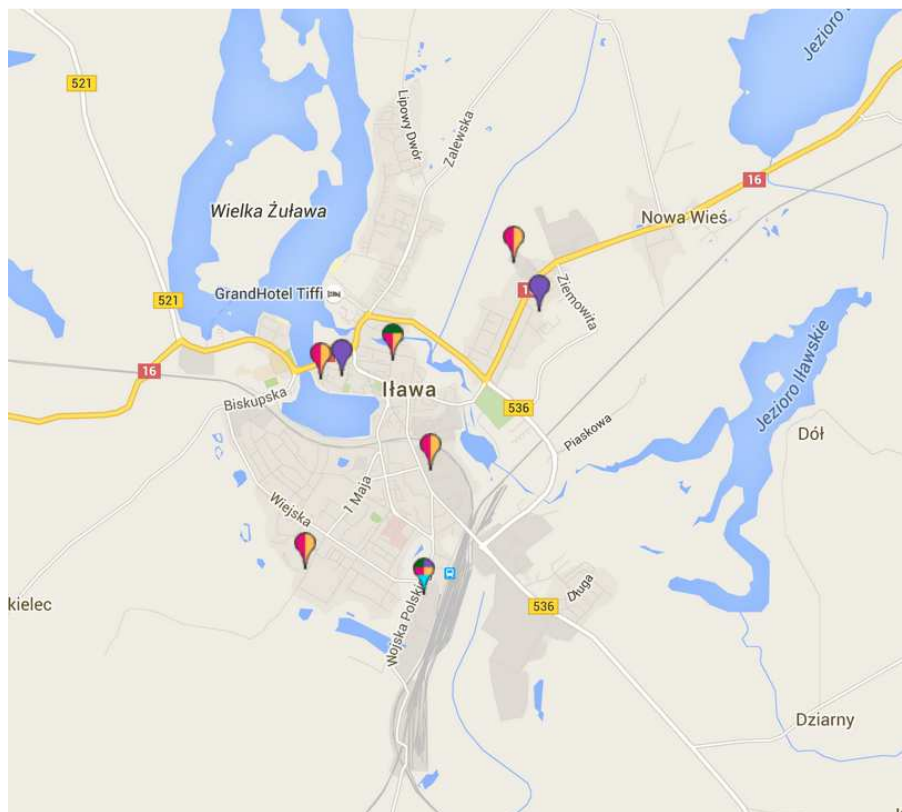 521
Jezioro
Lipowy Dwór
Zalewska
16
Wielka Żuława
Nowa Wieś
GrandHotel Tiffi
521
Ziemowita
16
Iława
Biskupska
536
Jezioro Iławskie
Piaskowa
Dół
1 Maja
Wiejska
kielec
Wojska Polski
Długa
536
Dziarny